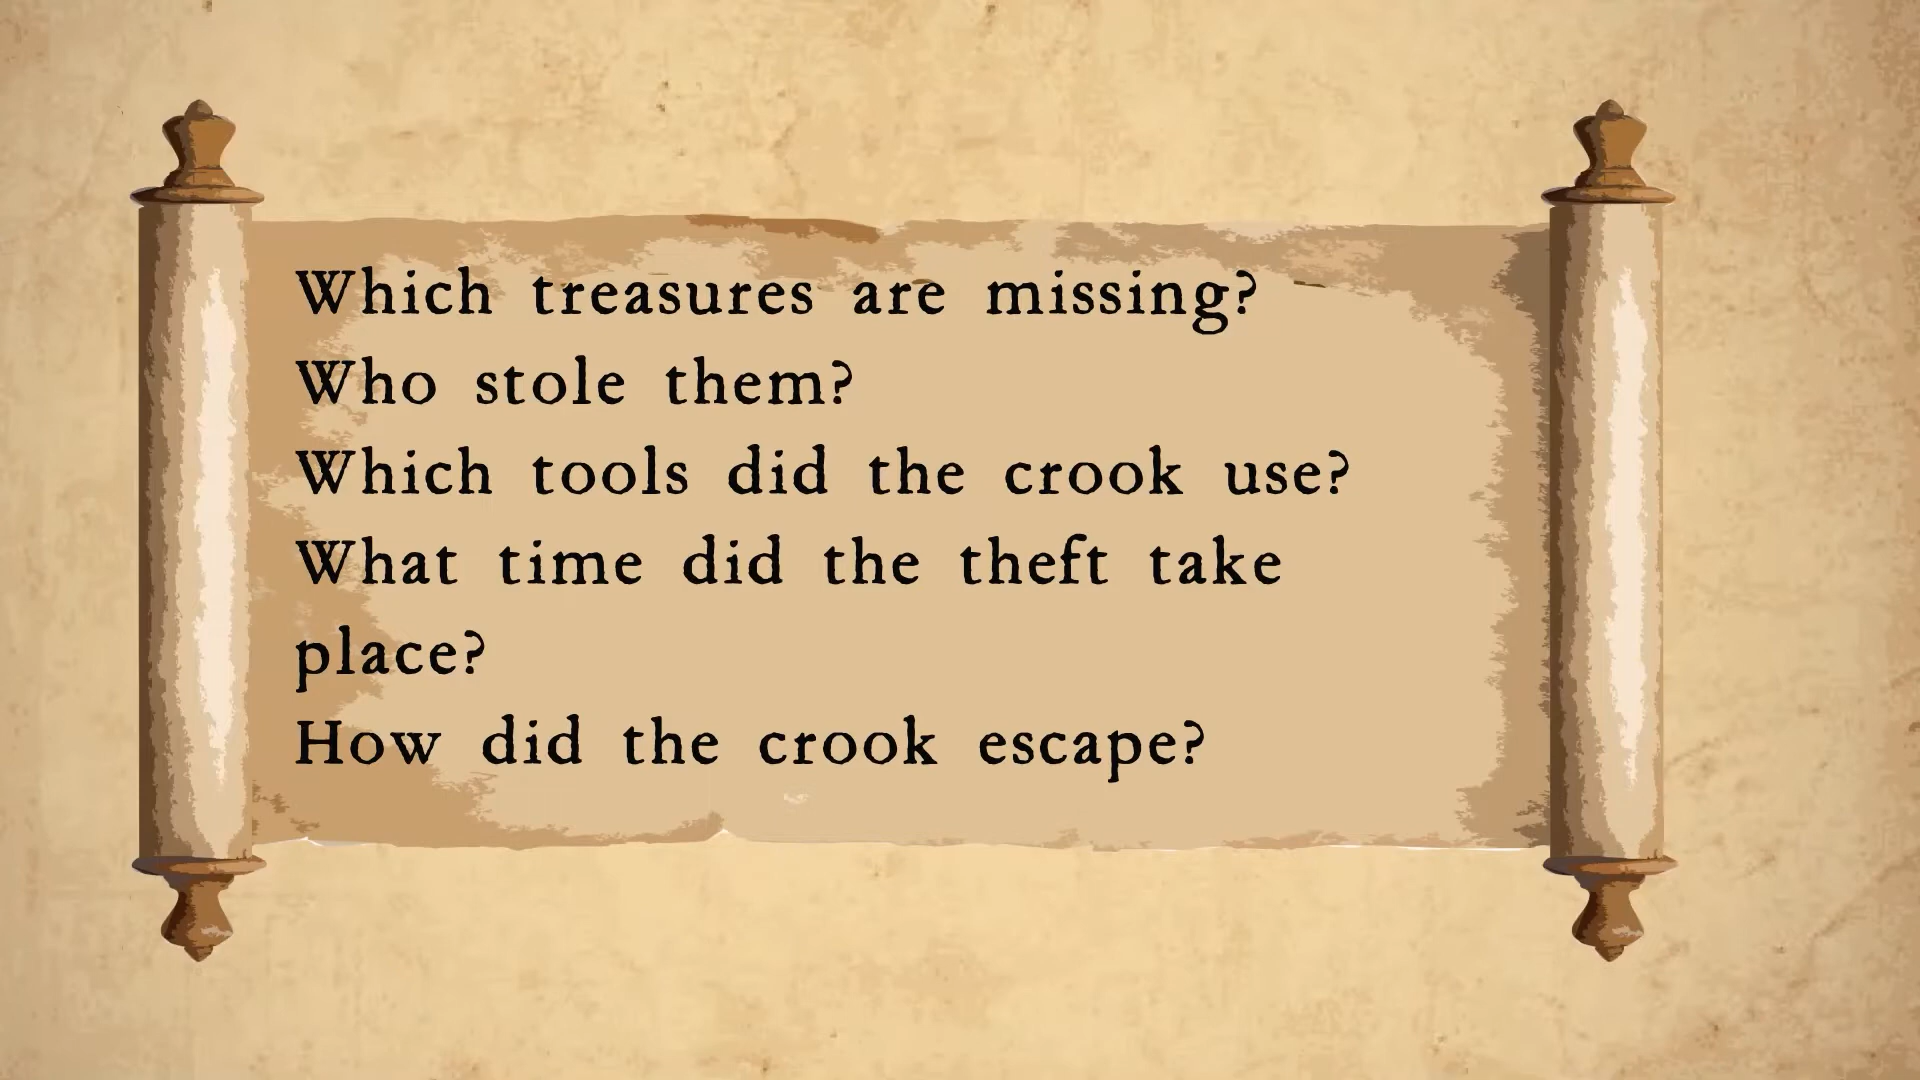 Which treasures are missing?
Who stole them?
Which tools did the crook use?
What time did the theft take
place?
How did the crook escape?